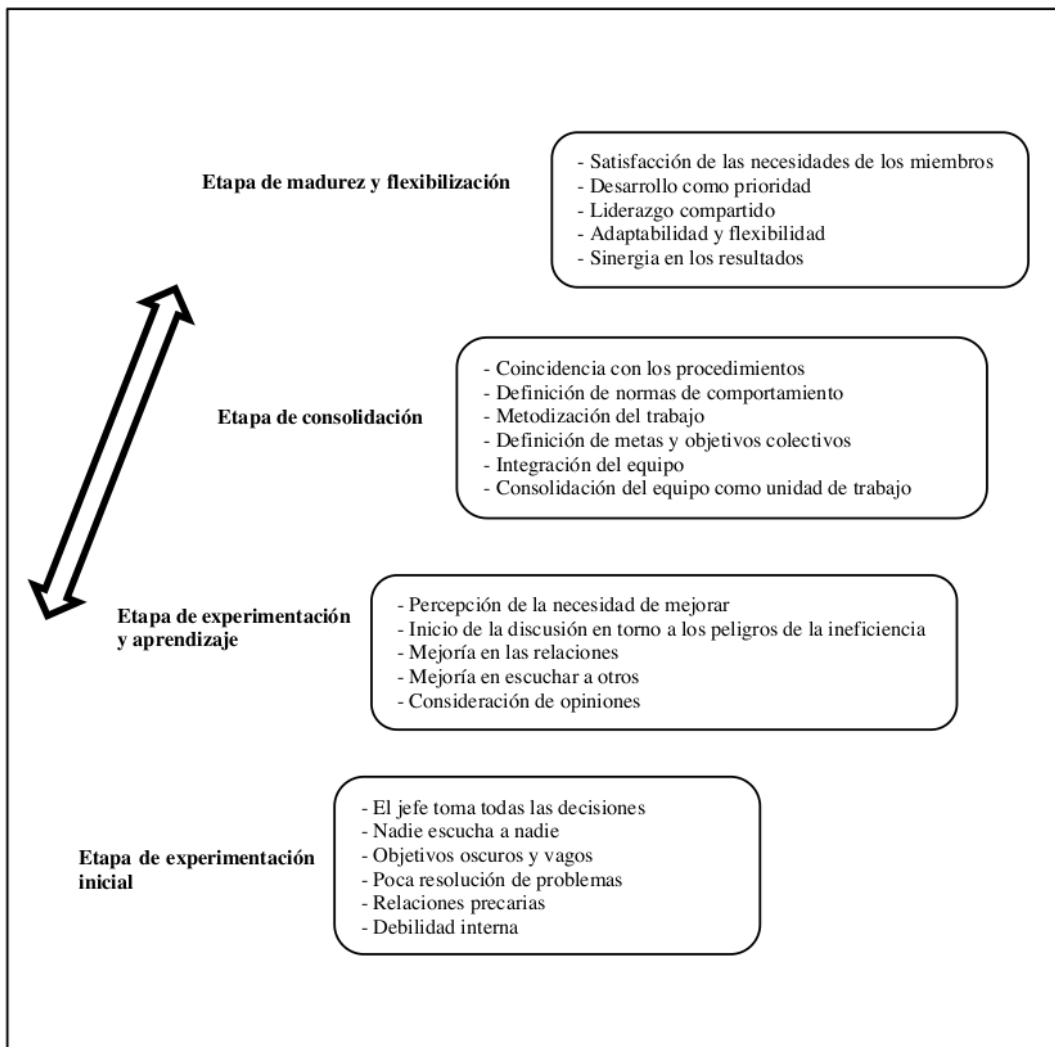 Etapa de madurez y flexibilización
- Satisfacción de las necesidades de los miembros
- Desarrollo como prioridad
- Liderazgo compartido
- Adaptabilidad y flexibilidad
- Sinergia en los resultados
Etapa de consolidación
- Coincidencia con los procedimientos
- Definición de normas de comportamiento
- Metodización del trabajo
- Definición de metas y objetivos colectivos
- Integración del equipo
- Consolidación del equipo como unidad de trabajo
Etapa de experimentación
y aprendizaje
- Percepción de la necesidad de mejorar
- Inicio de la discusión en torno a los peligros de la ineficiencia
- Mejoría en las relaciones
- Mejoría en escuchar a otros
- Consideración de opiniones
Etapa de experimentación
inicial
- El jefe toma todas las decisiones
- Nadie escucha a nadie
- Objetivos oscuros y vagos
- Poca resolución de problemas
- Relaciones precarias
- Debilidad interna